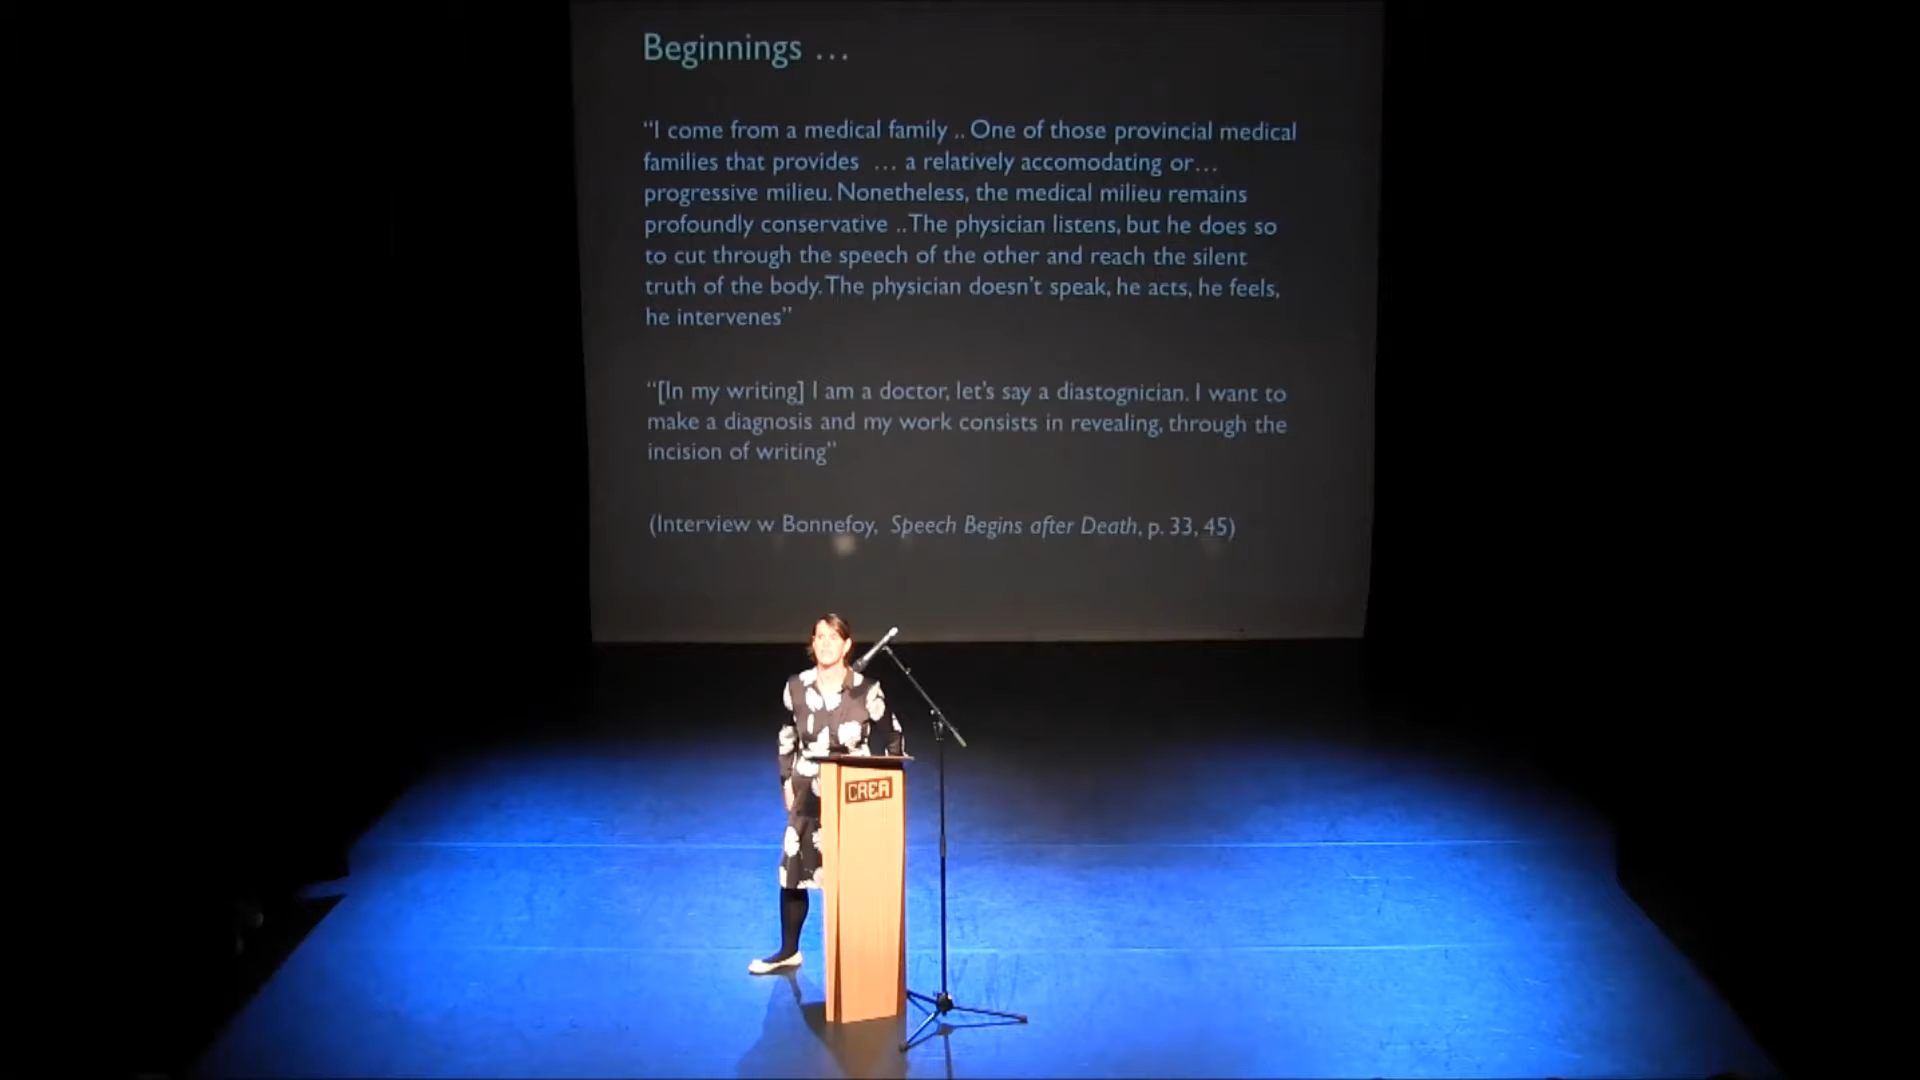 Beginnings ...
“I come from a medical family .. One of those provincial medical
families that provides ... a relatively accomodating or...
progressive milieu. Nonetheless, the medical milieu remains
profoundly conservative .. The physician listens, but he does so
to cut through the speech of the other and reach the silent
truth of the body. The physician doesn’t speak, he acts, he feels,
he intervenes”
“[In my writing] I am a doctor, let’s say a diastognician. I want to
make a diagnosis and my work consists in revealing, through the
incision of writing”
(Interview w Bonnefoy, Speech Begins after Death, p. 33, 45)
CREA